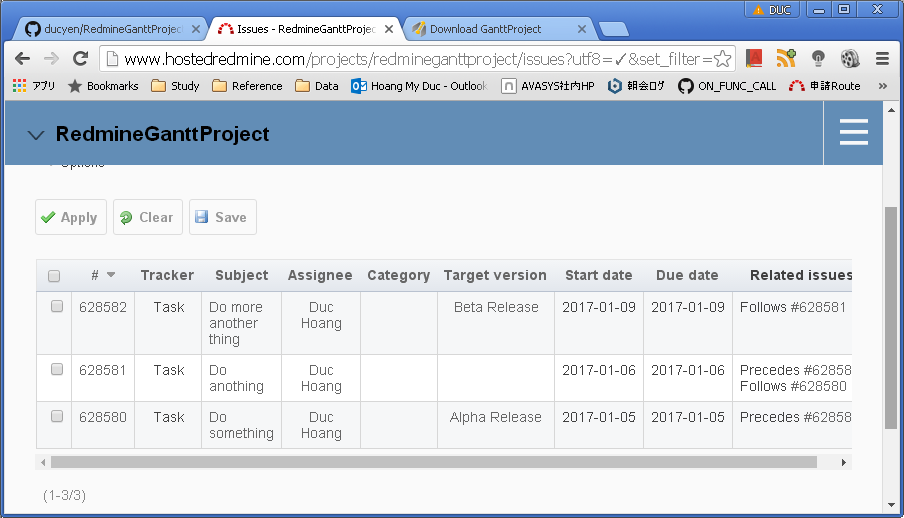 DUC
ducyen/RedmineGanttProject
Issues - RedmineGanttProject
Download GanttProject
www.hostedredmine.com/projects/redmineganttproject/issues?utf8=✓&set_filter=
アプリ
Bookmarks
Study
Reference
Data
Hoang My Duc - Outlook
AVASYS社内HP
朝会ログ
ON_FUNC_CALL
申請Route
»
RedmineGanttProject
Options
Apply Clear Save
# Tracker Subject Assignee Category Target version Start date Due date Related issues
628582 Task Do more another thing Duc Hoang Beta Release 2017-01-09 2017-01-09 Follows #628581
628581 Task Do anothing Duc Hoang 2017-01-06 2017-01-06 Precedes #62858
Follows #628580
628580 Task Do something Duc Hoang Alpha Release 2017-01-05 2017-01-05 Precedes #62858
(1-3/3)